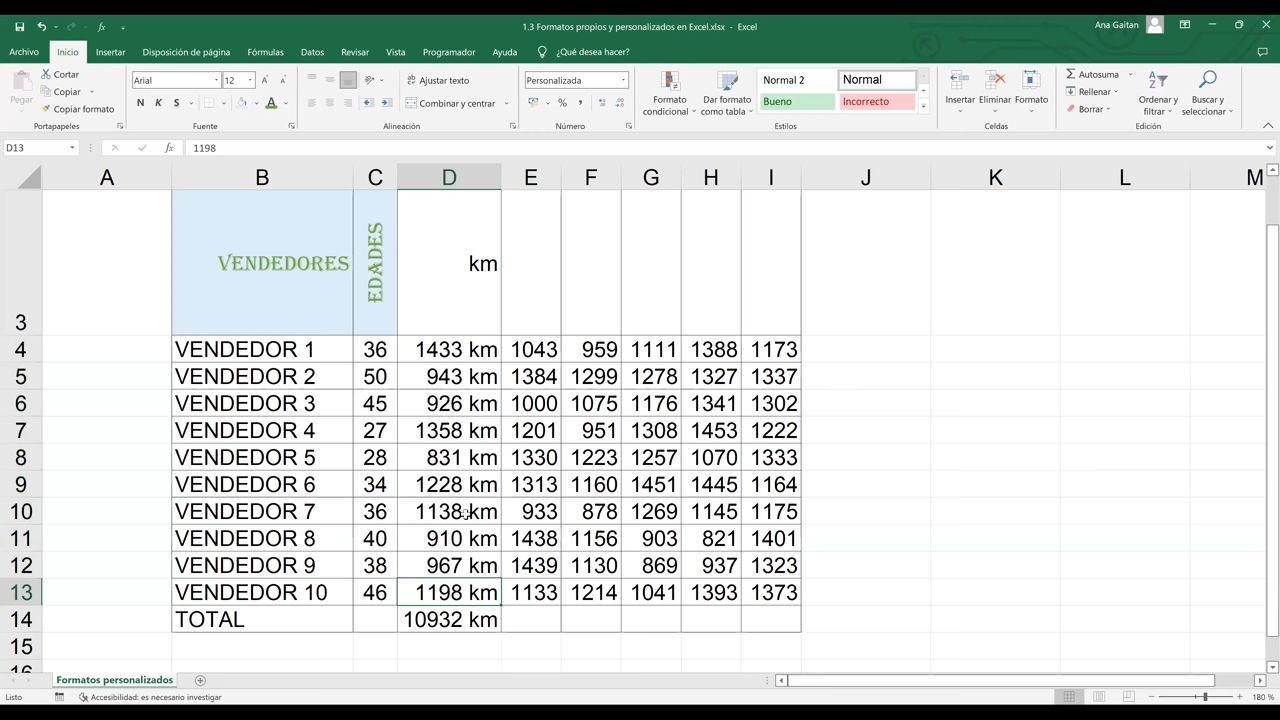 1.3 Formatos propios y personalizados en Excel.xlsx - Excel
Ana Gaitan
Archivo Inicio Insertar Disposición de página Fórmulas Datos Revisar Vista Programador Ayuda ¿Qué desea hacer?
Pegar
Cortar
Copiar
Copiar formato
Portapapeles
Arial 12
N K S
Fuente
Ajustar texto
Combinar y centrar
Alineación
Personalizada
Número
Formato condicional
Dar formato como tabla
Normal 2 Normal
Bueno Incorrecto
Estilos
Insertar Eliminar Formato
Celdas
Autosuma
Rellenar
Borrar
Ordenar y filtrar
Buscar y seleccionar
Edición
D13 fx 1198
A B C D E F G H I J K L M
3 VENDEDORES EDADES km
4 VENDEDOR 1 36 1433 km 1043 959 1111 1388 1173
5 VENDEDOR 2 50 943 km 1384 1299 1278 1327 1337
6 VENDEDOR 3 45 926 km 1000 1075 1176 1341 1302
7 VENDEDOR 4 27 1358 km 1201 951 1308 1453 1222
8 VENDEDOR 5 28 831 km 1330 1223 1257 1070 1333
9 VENDEDOR 6 34 1228 km 1313 1160 1451 1445 1164
10 VENDEDOR 7 36 1138 km 933 878 1269 1145 1175
11 VENDEDOR 8 40 910 km 1438 1156 903 821 1401
12 VENDEDOR 9 38 967 km 1439 1130 869 937 1323
13 VENDEDOR 10 46 1198 km 1133 1214 1041 1393 1373
14 TOTAL 10932 km
15
16
Formatos personalizados
Listo Accesibilidad: es necesario investigar 180 %